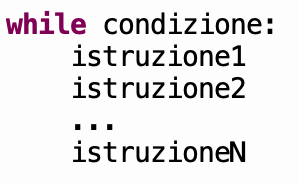 while condizione:
    istruzione1
    istruzione2
    ...
    istruzioneN